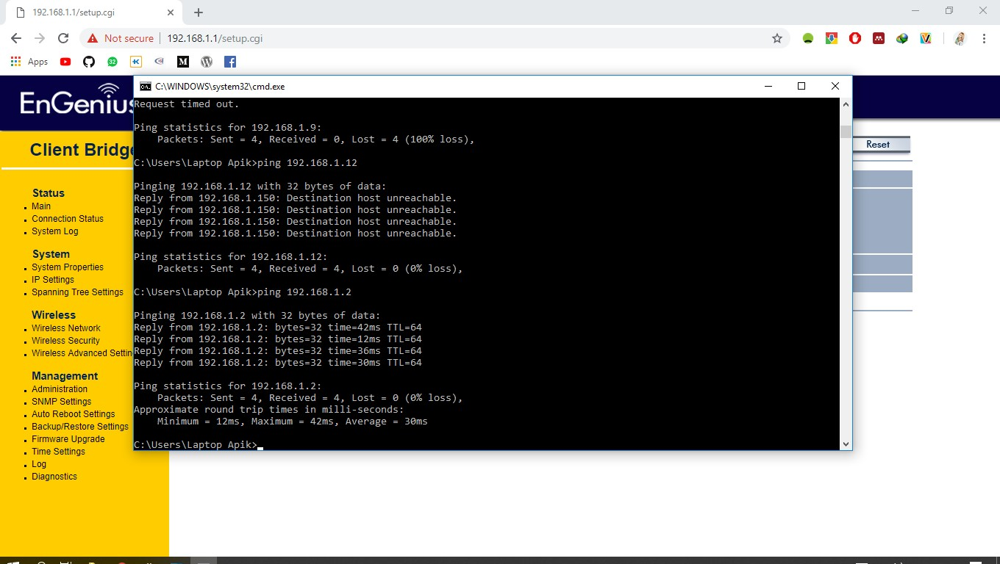 192.168.1.1/setup.cgi
Not secure
192.168.1.1/setup.cgi
Apps
32
M
EnGenius
C:\WINDOWS\system32\cmd.exe
Request timed out.
Ping statistics for 192.168.1.9:
Packets: Sent = 4, Received = 0, Lost = 4 (100% loss),
C:\Users\Laptop Apik>ping 192.168.1.12
Pinging 192.168.1.12 with 32 bytes of data:
Reply from 192.168.1.150: Destination host unreachable.
Reply from 192.168.1.150: Destination host unreachable.
Reply from 192.168.1.150: Destination host unreachable.
Reply from 192.168.1.150: Destination host unreachable.
Ping statistics for 192.168.1.12:
Packets: Sent = 4, Received = 4, Lost = 0 (0% loss),
C:\Users\Laptop Apik>ping 192.168.1.2
Pinging 192.168.1.2 with 32 bytes of data:
Reply from 192.168.1.2: bytes=32 time=42ms TTL=64
Reply from 192.168.1.2: bytes=32 time=12ms TTL=64
Reply from 192.168.1.2: bytes=32 time=36ms TTL=64
Reply from 192.168.1.2: bytes=32 time=30ms TTL=64
Ping statistics for 192.168.1.2:
Packets: Sent = 4, Received = 4, Lost = 0 (0% loss),
Approximate round trip times in milli-seconds:
Minimum = 12ms, Maximum = 42ms, Average = 30ms
C:\Users\Laptop Apik>
Client Bridge
Status
Main
Connection Status
System Log
System
System Properties
IP Settings
Spanning Tree Settings
Wireless
Wireless Network
Wireless Security
Wireless Advanced Settin
Management
Administration
SNMP Settings
Auto Reboot Settings
Backup/Restore Settings
Firmware Upgrade
Time Settings
Log
Diagnostics
Reset